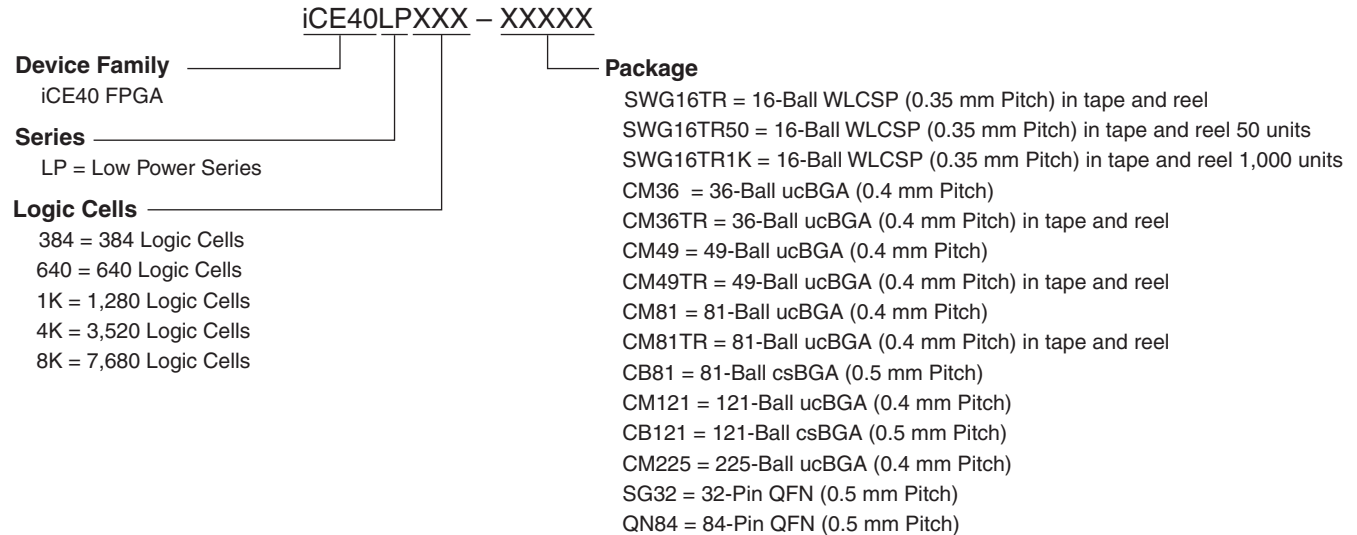 iCE40LPXXX – XXXXX
Device Family
iCE40 FPGA
Series
LP = Low Power Series
Logic Cells
384 = 384 Logic Cells
640 = 640 Logic Cells
1K = 1,280 Logic Cells
4K = 3,520 Logic Cells
8K = 7,680 Logic Cells
Package
SWG16TR = 16-Ball WLCSP (0.35 mm Pitch) in tape and reel
SWG16TR50 = 16-Ball WLCSP (0.35 mm Pitch) in tape and reel 50 units
SWG16TR1K = 16-Ball WLCSP (0.35 mm Pitch) in tape and reel 1,000 units
CM36 = 36-Ball ucBGA (0.4 mm Pitch)
CM36TR = 36-Ball ucBGA (0.4 mm Pitch) in tape and reel
CM49 = 49-Ball ucBGA (0.4 mm Pitch)
CM49TR = 49-Ball ucBGA (0.4 mm Pitch) in tape and reel
CM81 = 81-Ball ucBGA (0.4 mm Pitch)
CM81TR = 81-Ball ucBGA (0.4 mm Pitch) in tape and reel
CB81 = 81-Ball csBGA (0.5 mm Pitch)
CM121 = 121-Ball ucBGA (0.4 mm Pitch)
CB121 = 121-Ball csBGA (0.5 mm Pitch)
CM225 = 225-Ball ucBGA (0.4 mm Pitch)
SG32 = 32-Pin QFN (0.5 mm Pitch)
QN84 = 84-Pin QFN (0.5 mm Pitch)